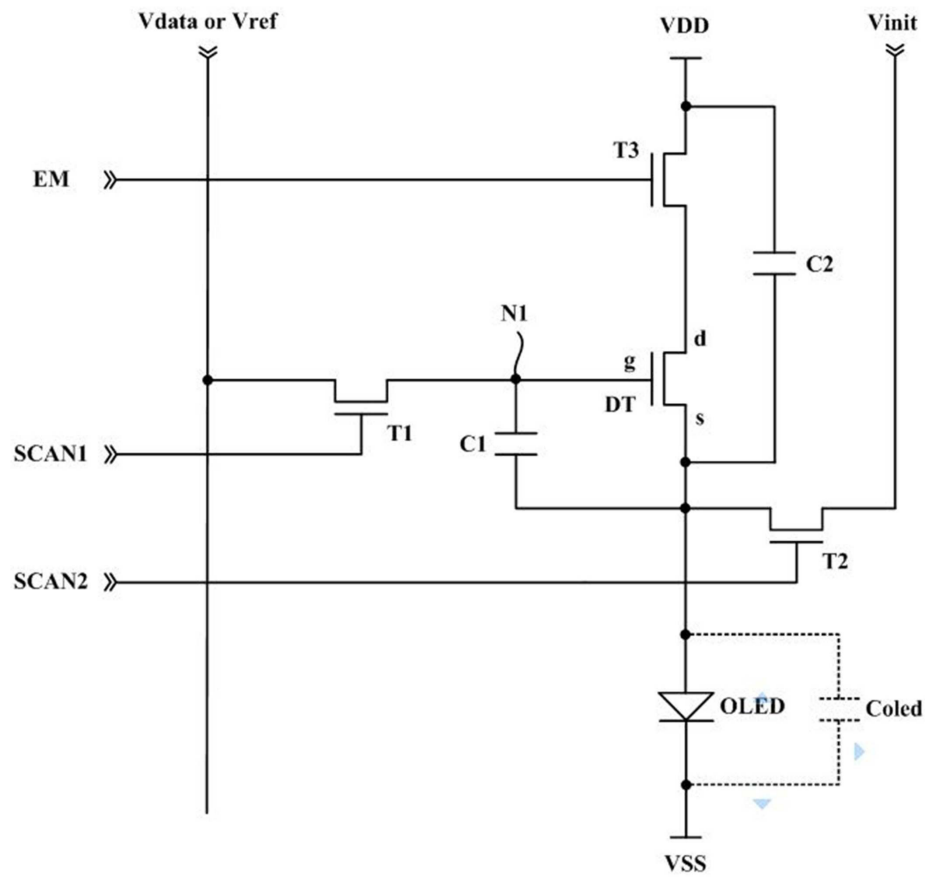 Vdata or Vref
VDD
Vinit
T3
EM
C2
N1
d
g
DT
s
T1
C1
SCAN1
T2
SCAN2
OLED
Coled
VSS